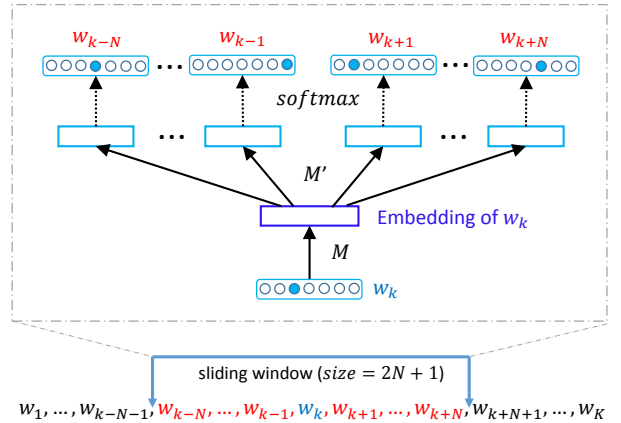 w_{k-N} w_{k-1} w_{k+1} w_{k+N}
... ...
softmax
... ...
M'
Embedding of w_k
M
w_k
sliding window (size = 2N + 1)
w_1, ..., w_{k-N-1}, w_{k-N}, ..., w_{k-1}, w_k, w_{k+1}, ..., w_{k+N}, w_{k+N+1}, ..., w_K